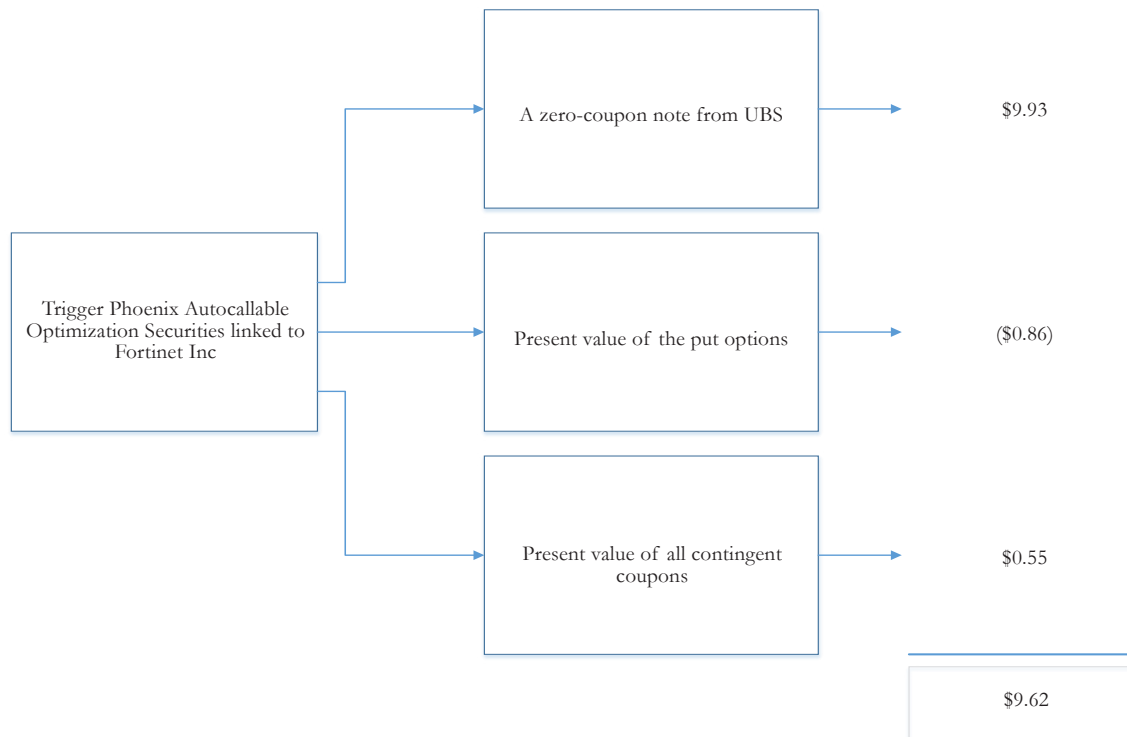 A zero-coupon note from UBS
$9.93
Trigger Phoenix Autocallable
Optimization Securities linked to
Fortinet Inc
Present value of the put options
($0.86)
Present value of all contingent
coupons
$0.55
$9.62